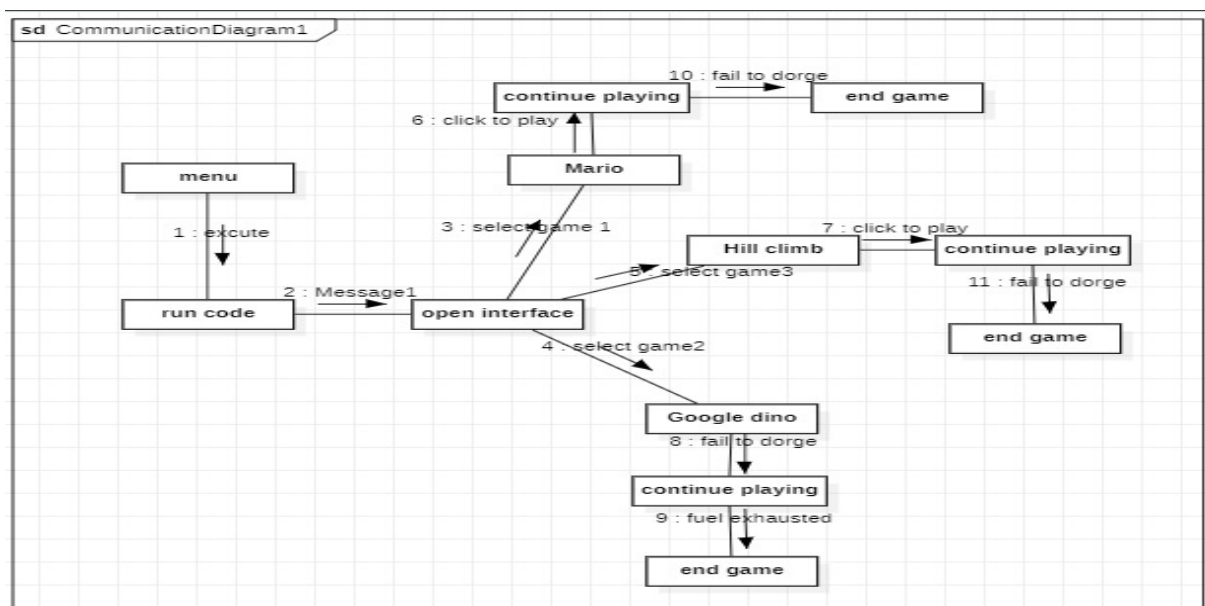 sd CommunicationDiagram1
10 : fail to dorge
continue playing
end game
6 : click to play
Mario
menu
3 : select game 1
7 : click to play
1 : excute
Hill climb
continue playing
5 : select game3
11 : fail to dorge
2 : Message1
run code
open interface
end game
4 : select game2
Google dino
8 : fail to dorge
continue playing
9 : fuel exhausted
end game